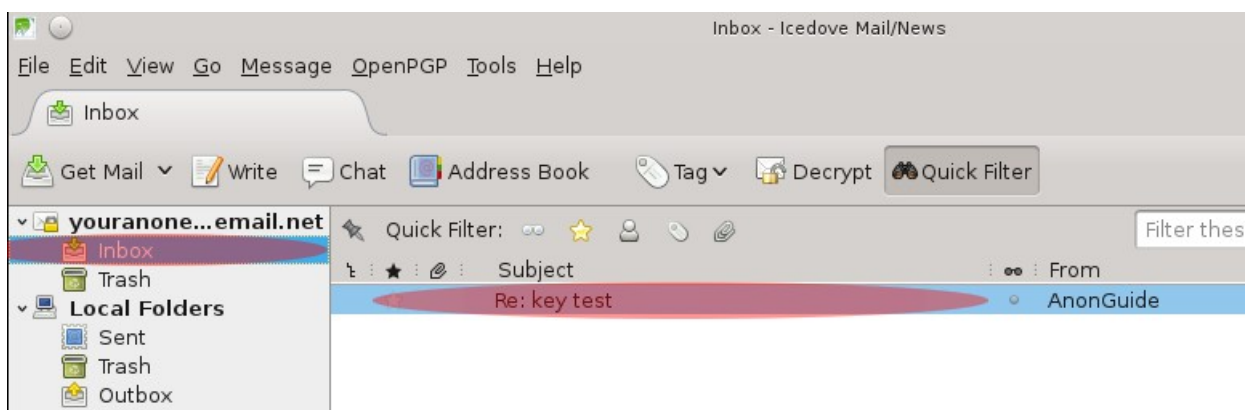 Inbox - Icedove Mail/News
File Edit View Go Message OpenPGP Tools Help
Inbox
Get Mail Write Chat Address Book Tag Decrypt Quick Filter
youranone...email.net
Quick Filter:
Filter thes
Inbox
Subject From
Trash
Re: key test AnonGuide
Local Folders
Sent
Trash
Outbox